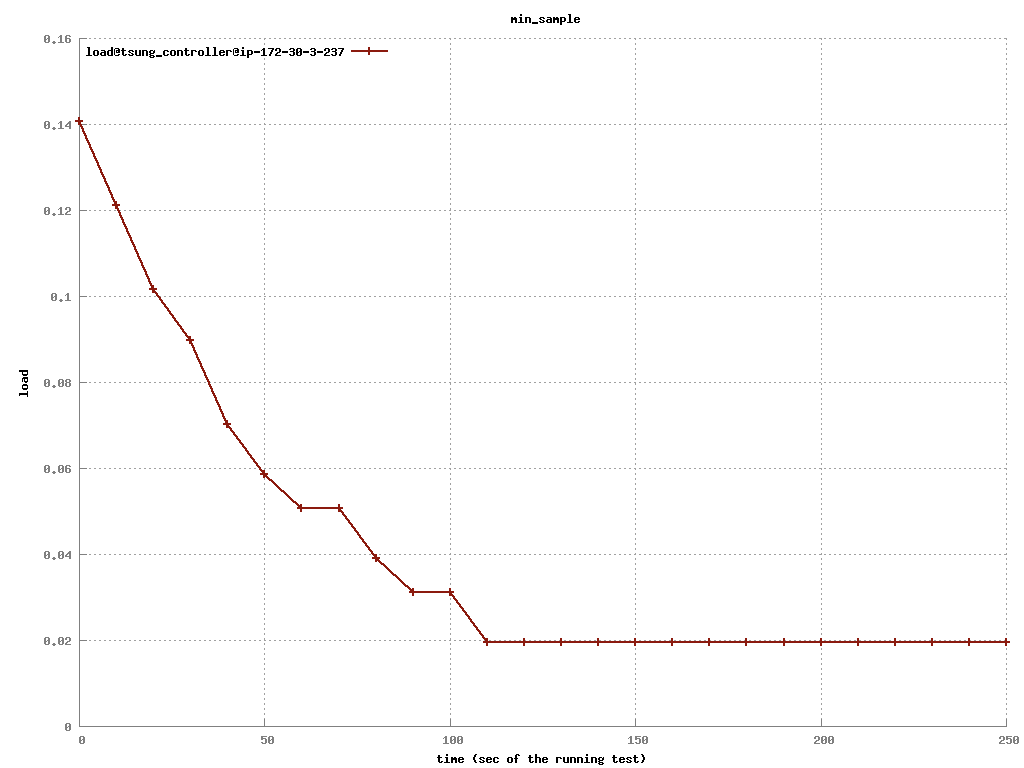 min_sample
load@tsung_controller@ip-172-30-3-237
0.16
0.14
0.12
0.1
0.08
0.06
0.04
0.02
0
load
0 50 100 150 200 250
time (sec of the running test)